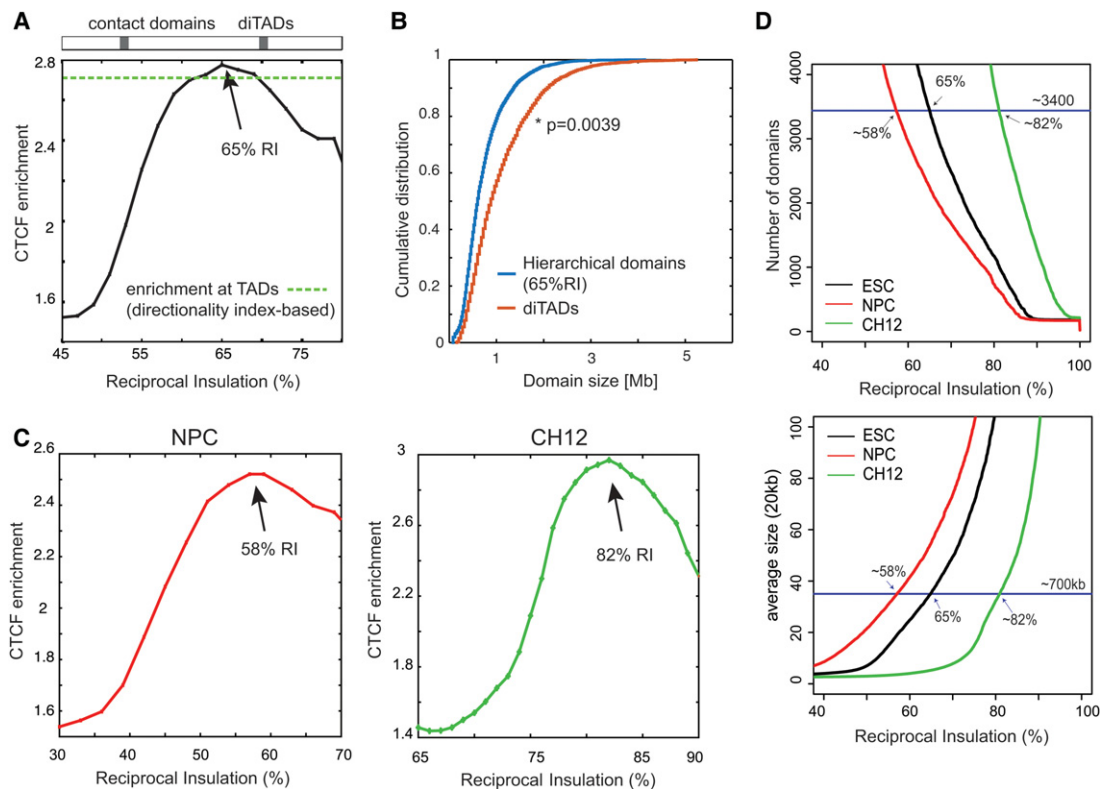 A
contact domains
diTADs
2.8
2.4
2
1.6
CTCF enrichment
65% RI
enrichment at TADs
(directionality index-based)
45
55
65
75
Reciprocal Insulation (%)
B
1
0.8
0.6
0.4
0.2
0
Cumulative distribution
* p=0.0039
Hierarchical domains
(65%RI)
diTADs
1
3
5
Domain size [Mb]
C
NPC
2.6
2.4
2.2
2
1.8
1.6
CTCF enrichment
58% RI
30
40
50
60
70
Reciprocal Insulation (%)
CH12
3
2.6
2.2
1.8
1.4
CTCF enrichment
82% RI
65
75
85
90
Reciprocal Insulation (%)
D
4000
3000
2000
1000
0
Number of domains
65%
~3400
~58%
~82%
ESC
NPC
CH12
40
60
80
100
Reciprocal Insulation (%)
100
80
60
40
20
0
average size (20kb)
ESC
NPC
CH12
~58%
~700kb
65%
~82%
40
60
80
100
Reciprocal Insulation (%)